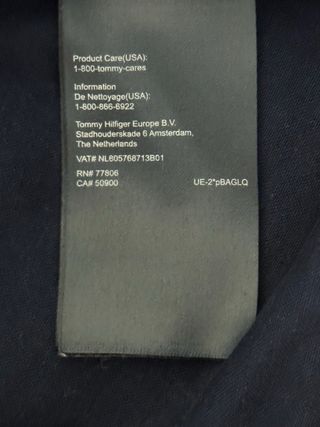 Product Care(USA):
1-800-tommy-cares
Information
De Nettoyage(USA):
1-800-866-6922
Tommy Hilfiger Europe B.V.
Stadhouderskade 6 Amsterdam,
The Netherlands
VAT# NL805768713B01
RN# 77806
CA# 50900
UE-2*pBAGLQ